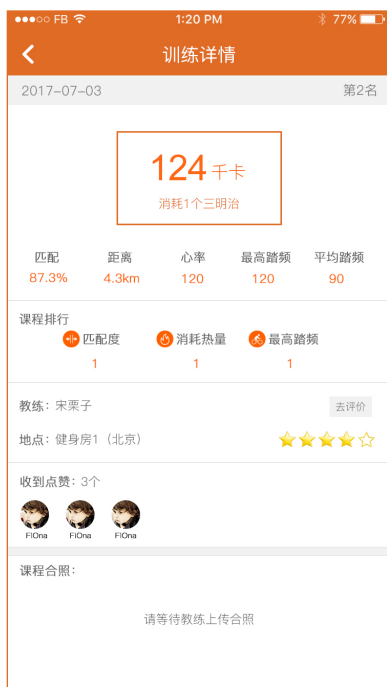 FB 1:20 PM 77%
训练详情
2017-07-03 第2名
124千卡
消耗1个三明治
匹配 距离 心率 最高踏频 平均踏频
87.3% 4.3km 120 120 90
课程排行
匹配度 消耗热量 最高踏频
1 1 1
教练：宋栗子 去评价
地点：健身房1（北京）
收到点赞：3个
FIOna FIOna FIOna
课程合照：
请等待教练上传合照